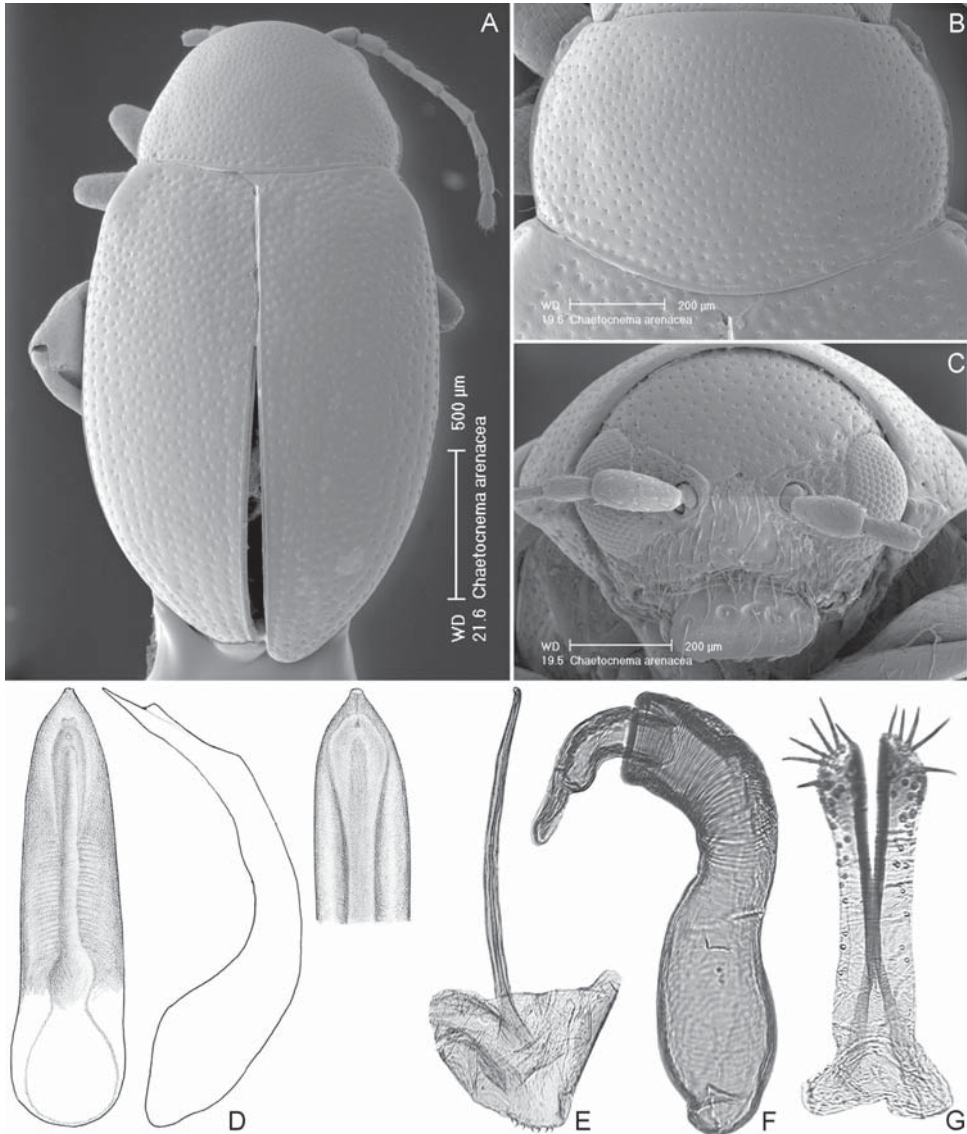 A
500 µm
WD
21.6 Chaetocnema arenacea
B
WD 200 µm
19.6 Chaetocnema arenacea
C
WD 200 µm
19.5 Chaetocnema arenacea
D
E
F
G